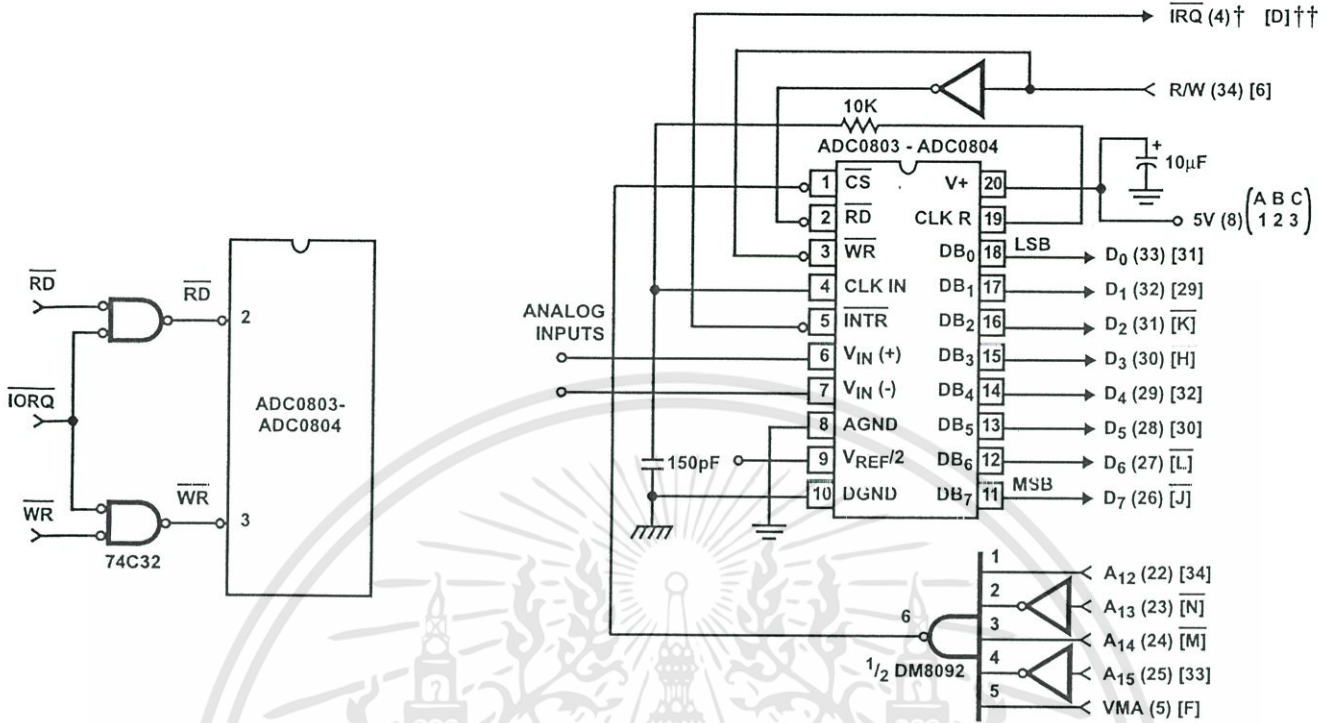 RD
IORQ
WR
RD
WR
2
3
ADC0803-
ADC0804
74C32
IRQ (4)† [D]††
R/W (34) [6]
10K
ADC0803 - ADC0804
10μF
5V (8) (A B C
1 2 3)
ANALOG
INPUTS
150pF
1 CS
2 RD
3 WR
4 CLK IN
5 INTR
6 VIN (+)
7 VIN (-)
8 AGND
9 VREF/2
10 DGND
V+ 20
CLK R 19
DB0 18 LSB D0 (33) [31]
DB1 17 D1 (32) [29]
DB2 16 D2 (31) [K]
DB3 15 D3 (30) [H]
DB4 14 D4 (29) [32]
DB5 13 D5 (28) [30]
DB6 12 D6 (27) [L]
DB7 11 MSB D7 (26) [J]
1 A12 (22) [34]
2 A13 (23) [N]
3 A14 (24) [M]
4 A15 (25) [33]
5 VMA (5) [F]
6
1/2 DM8092
+